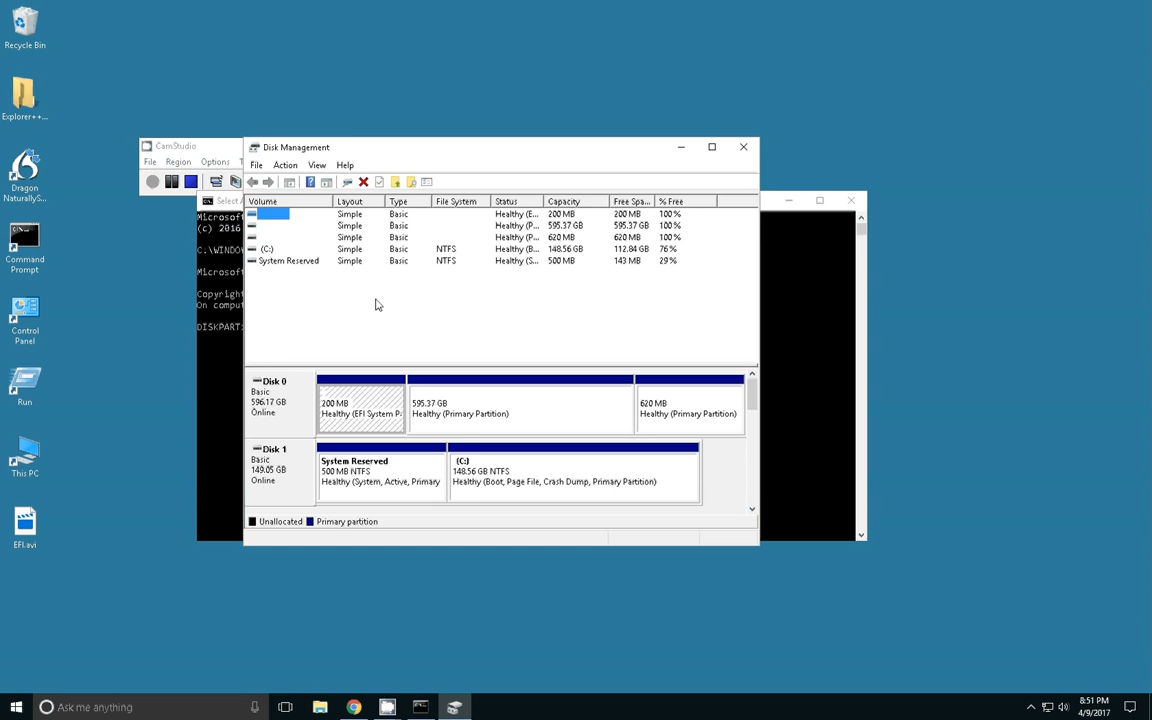 Recycle Bin
Explorer++...
Dragon
NaturallyS...
Command
Prompt
Control
Panel
Run
This PC
EFI.avi
CamStudio
File Region Options T
Select A
Microsoft
(c) 2016
C:\WINDO
Microsoft
Copyright
On comput
DISKPART>
Disk Management
File Action View Help
Volume Layout Type File System Status Capacity Free Spa... % Free
Simple Basic Healthy (E... 200 MB 200 MB 100 %
Simple Basic Healthy (P... 595.37 GB 595.37 GB 100 %
Simple Basic Healthy (P... 620 MB 620 MB 100 %
(C:) Simple Basic NTFS Healthy (B... 148.56 GB 112.84 GB 76 %
System Reserved Simple Basic NTFS Healthy (S... 500 MB 143 MB 29 %
Disk 0
Basic
596.17 GB
Online
200 MB
Healthy (EFI System P
595.37 GB
Healthy (Primary Partition)
620 MB
Healthy (Primary Partition)
Disk 1
Basic
149.05 GB
Online
System Reserved
500 MB NTFS
Healthy (System, Active, Primary
(C:)
148.56 GB NTFS
Healthy (Boot, Page File, Crash Dump, Primary Partition)
Unallocated Primary partition
Ask me anything
8:51 PM
4/9/2017